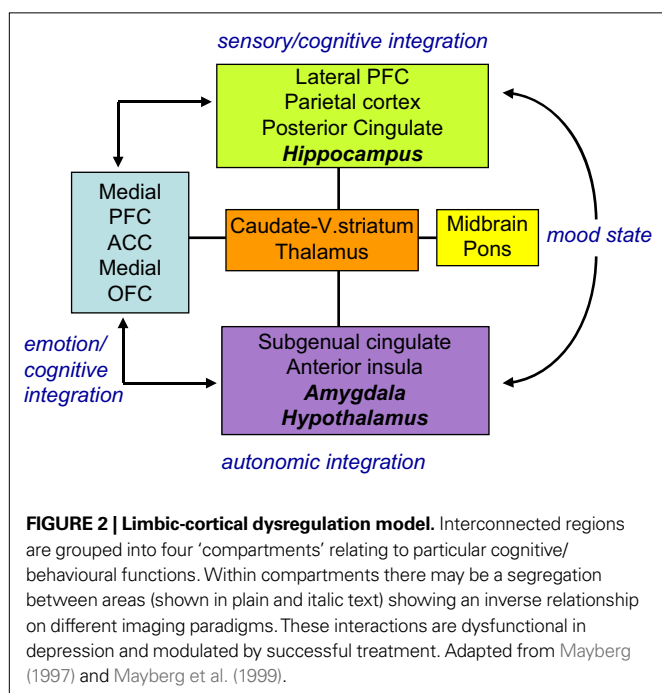 sensory/cognitive integration
Lateral PFC
Parietal cortex
Posterior Cingulate
Hippocampus
Medial
PFC
ACC
Medial
OFC
Caudate-V.striatum
Thalamus
Midbrain
Pons
mood state
emotion/
cognitive
integration
Subgenual cingulate
Anterior insula
Amygdala
Hypothalamus
autonomic integration
FIGURE 2 | Limbic-cortical dysregulation model. Interconnected regions
are grouped into four ‘compartments’ relating to particular cognitive/
behavioural functions. Within compartments there may be a segregation
between areas (shown in plain and italic text) showing an inverse relationship
on different imaging paradigms. These interactions are dysfunctional in
depression and modulated by successful treatment. Adapted from Mayberg
(1997) and Mayberg et al. (1999).